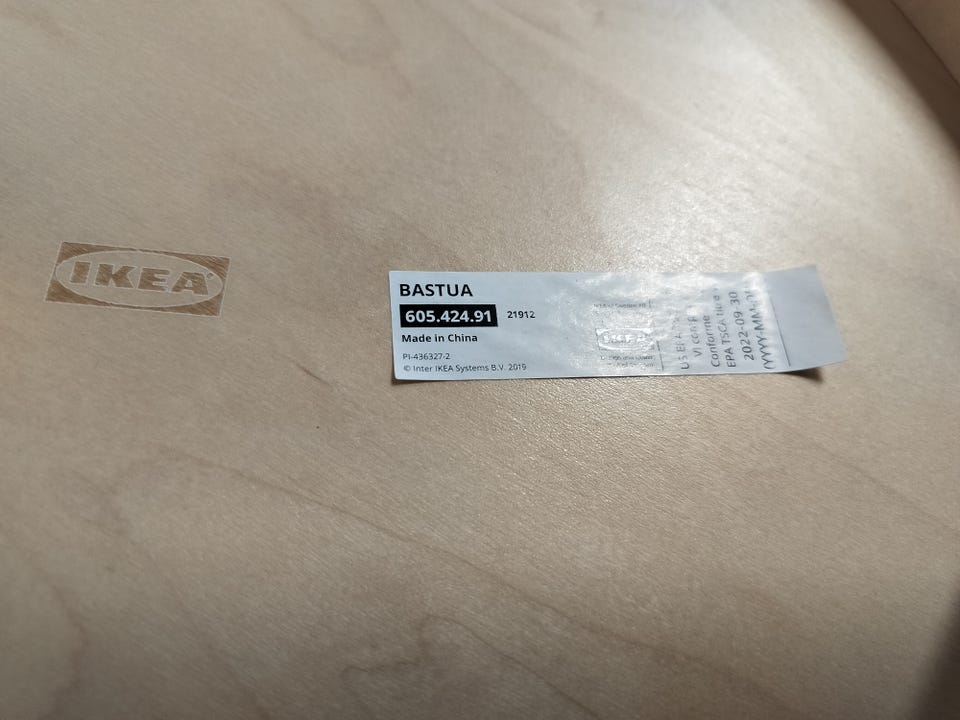 IKEA
BASTUA
605.424.91 21912
Made in China
PI-436327-2
© Inter IKEA Systems B.V. 2019
IKEA
Conforme
EPA TSCA
2022-09-30